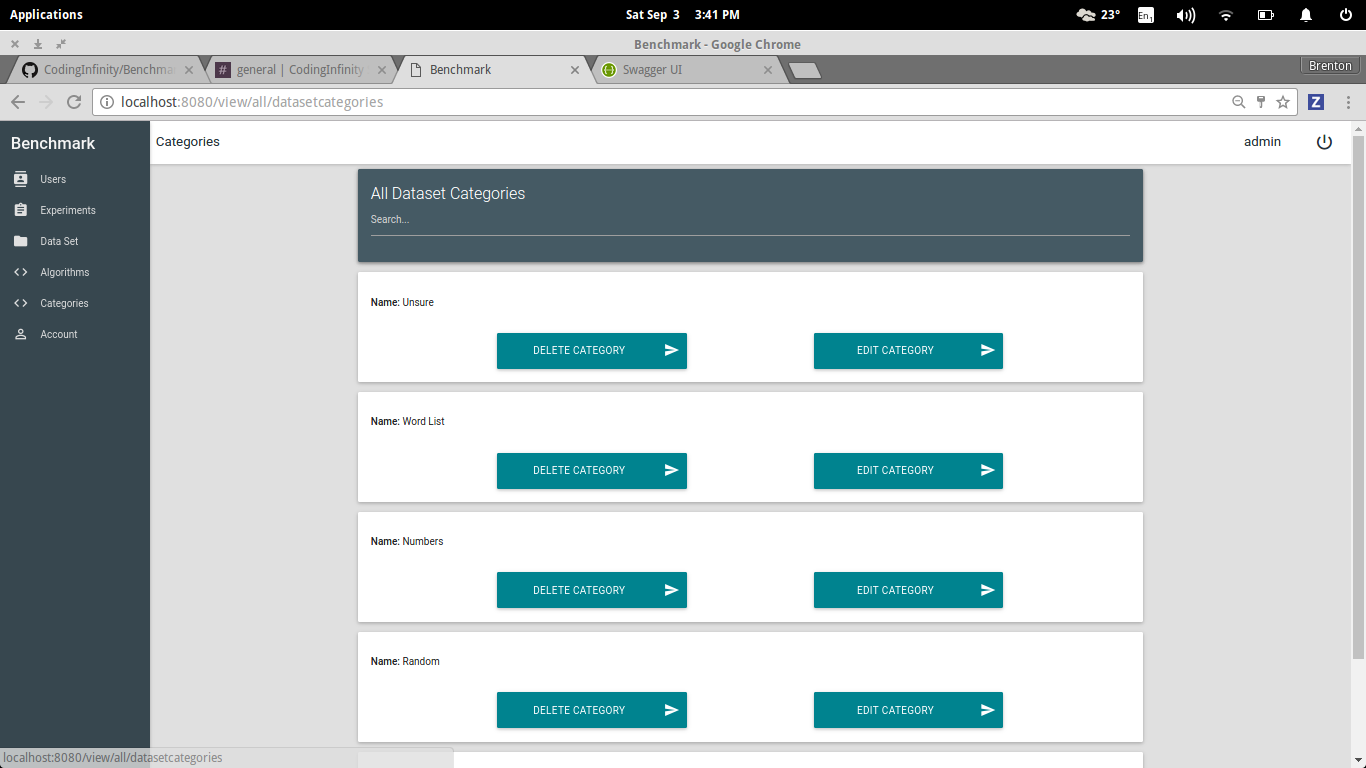 Applications
Sat Sep 3 3:41 PM
23°
En1
Benchmark - Google Chrome
CodingInfinity/Benchma
# general | CodingInfinity
Benchmark
Swagger UI
Brenton
localhost:8080/view/all/datasetcategories
Z
Benchmark
Categories
admin
Users
Experiments
Data Set
Algorithms
Categories
Account
All Dataset Categories
Search...
Name: Unsure
DELETE CATEGORY
EDIT CATEGORY
Name: Word List
DELETE CATEGORY
EDIT CATEGORY
Name: Numbers
DELETE CATEGORY
EDIT CATEGORY
Name: Random
DELETE CATEGORY
EDIT CATEGORY
localhost:8080/view/all/datasetcategories